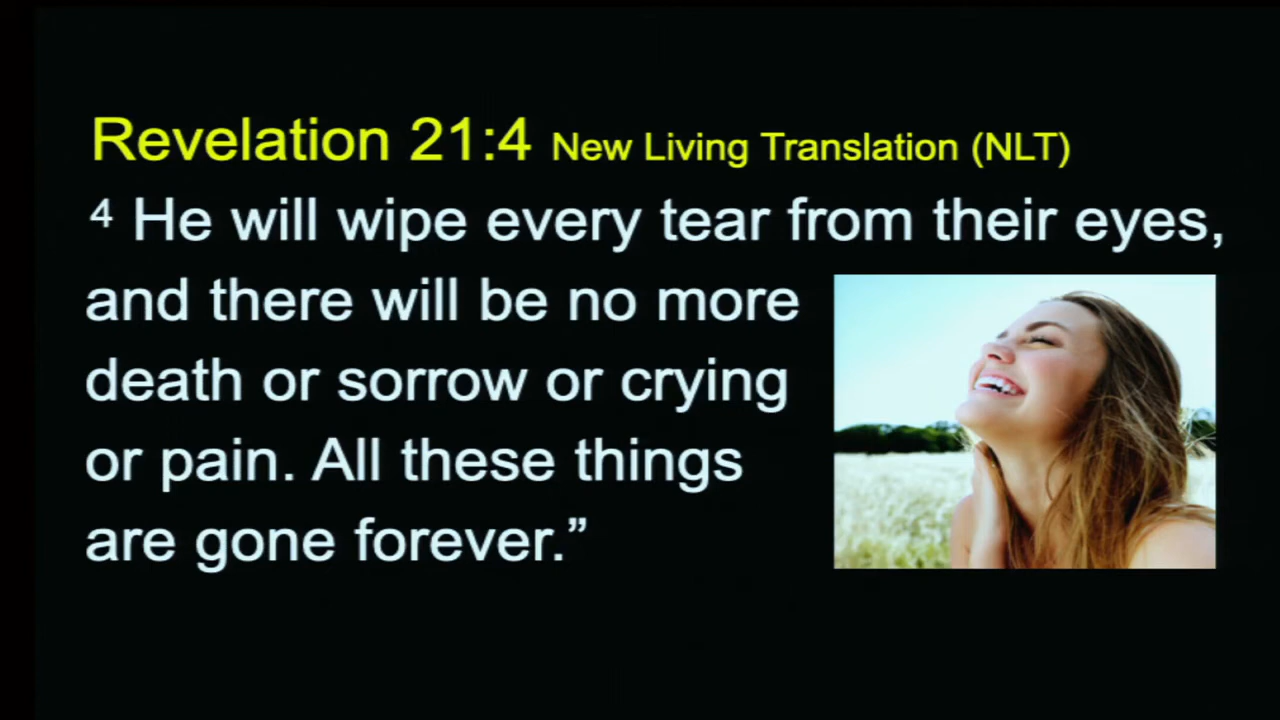 Revelation 21:4 New Living Translation (NLT)
4 He will wipe every tear from their eyes,
and there will be no more
death or sorrow or crying
or pain. All these things
are gone forever.”